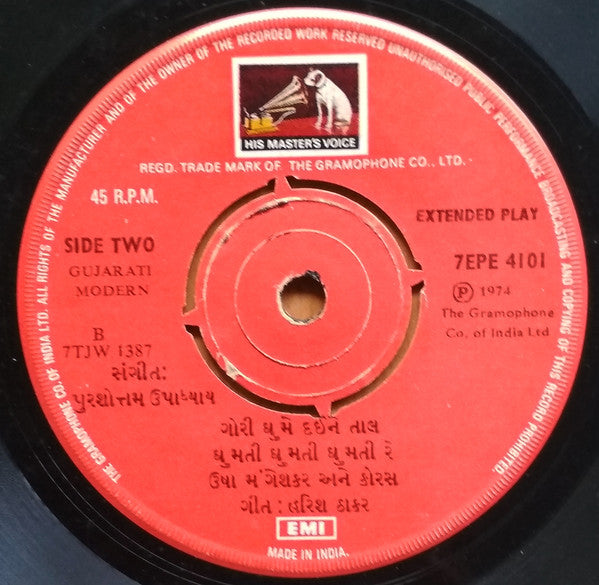 THE GRAMOPHONE CO. OF INDIA LTD. ALL RIGHTS OF THE MANUFACTURER AND OF THE OWNER OF THE RECORDED WORK RESERVED UNAUTHORISED PUBLIC PERFORMANCE BROADCASTING AND COPYING OF THIS RECORD PROHIBITED.
HIS MASTER'S VOICE
REGD. TRADE MARK OF THE GRAMOPHONE CO., LTD.
45 R.P.M.
EXTENDED PLAY
SIDE TWO
GUJARATI
MODERN
7EPE 4101
℗ 1974
The Gramophone
Co. of India Ltd
B
7TJW 1387
સંગીત:
પુરશોત્તમ ઉપાધ્યાય
ગોરી ઘુમે દઈને તાલ
ઘુમતી ઘુમતી ઘુમતી રે
ઉષા મંગેશકર અને કોરસ
ગીત : હરિશ ઠાકર
EMI
MADE IN INDIA.